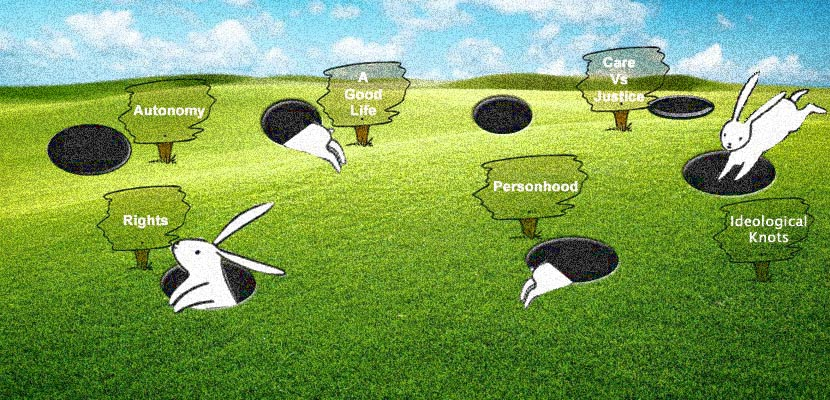 Autonomy
A
Good
Life
Care
Vs
Justice
Rights
Personhood
Ideological
Knots